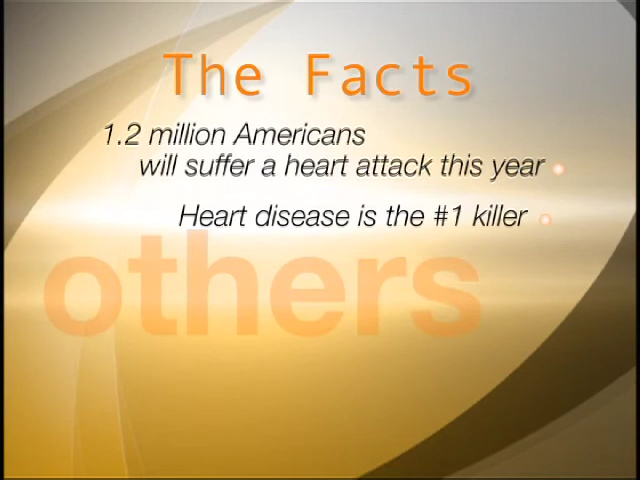 The Facts
1.2 million Americans
will suffer a heart attack this year
Heart disease is the #1 killer
others